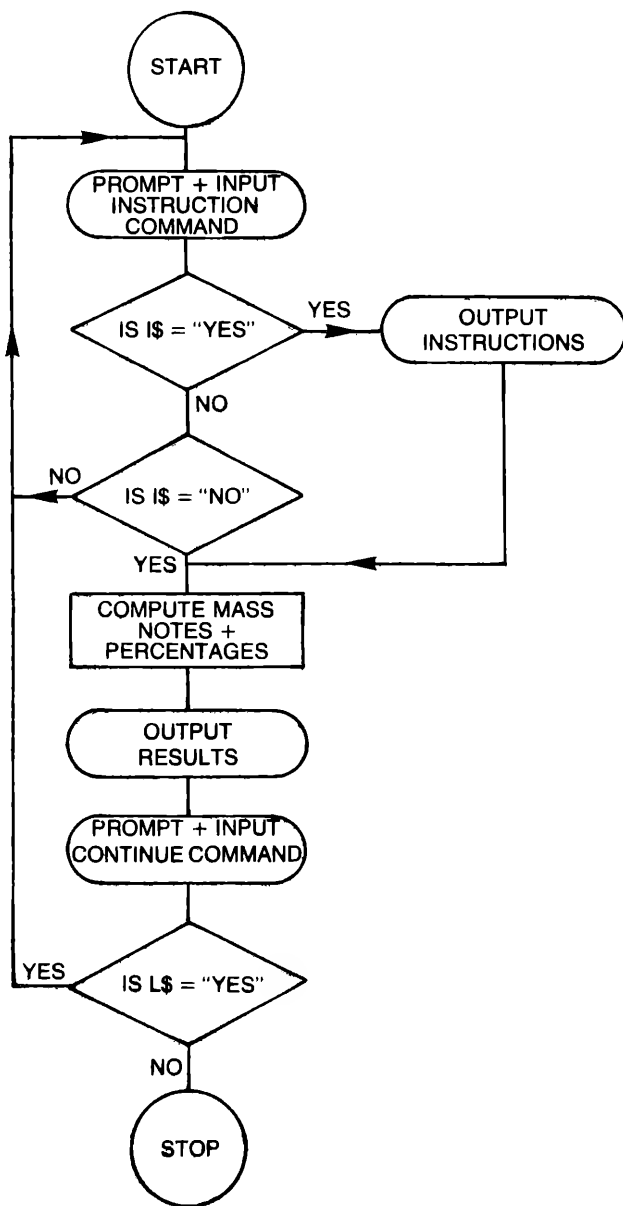 START
PROMPT + INPUT
INSTRUCTION
COMMAND
IS I$ = “YES”
YES
OUTPUT
INSTRUCTIONS
NO
NO
IS I$ = “NO”
YES
COMPUTE MASS
NOTES +
PERCENTAGES
OUTPUT
RESULTS
PROMPT + INPUT
CONTINUE COMMAND
YES
IS L$ = “YES”
NO
STOP